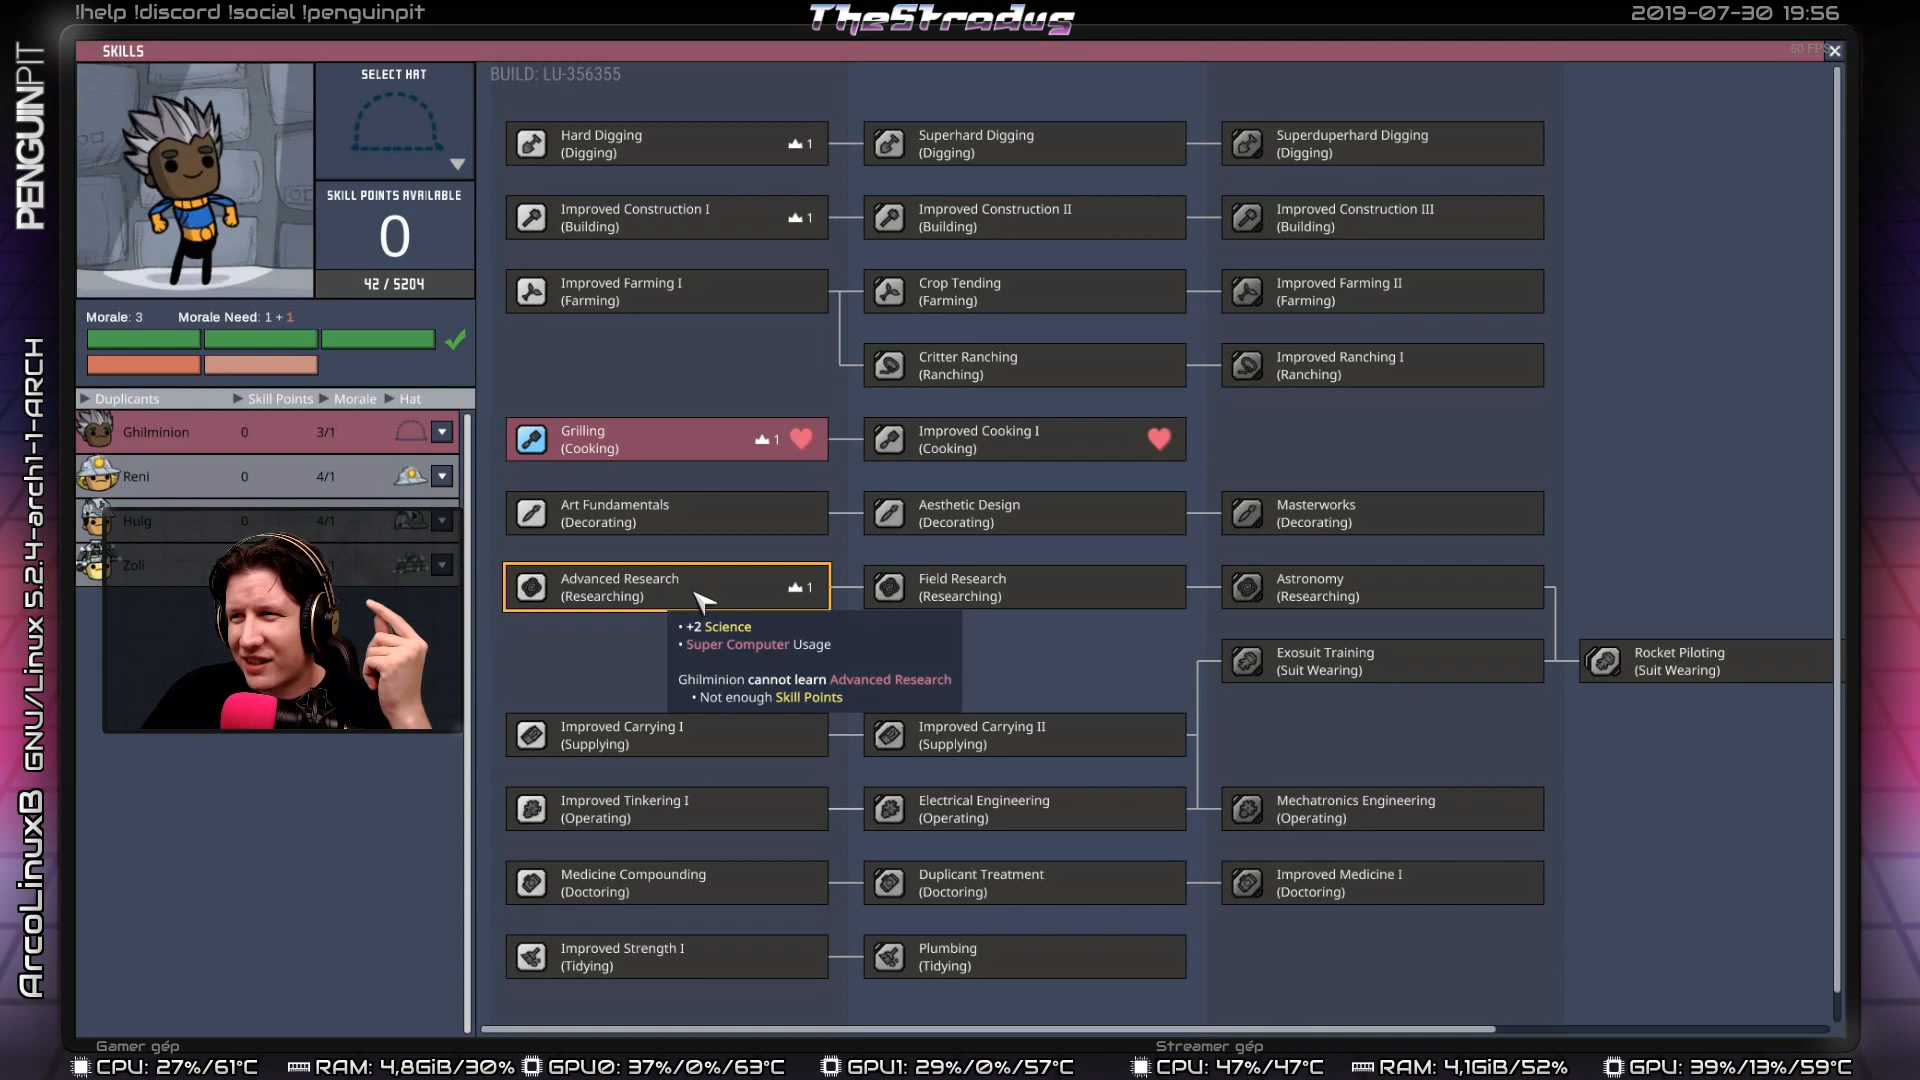 !help !discord !social !penguinpit
TheStradus
2019-07-30 19:56
PENGUINPIT
ArcoLinuxB GNU/Linux 5.2.4-arch1-1-ARCH
SKILLS
60 FPS
SELECT HAT
SKILL POINTS AVAILABLE
0
42 / 5204
Morale: 3
Morale Need: 1 + 1
Duplicants
Skill Points
Morale
Hat
Ghilminion 0 3/1
Reni 0 4/1
Huig 0 4/1
Zoli
BUILD: LU-356355
Hard Digging
(Digging)
1
Superhard Digging
(Digging)
Superduperhard Digging
(Digging)
Improved Construction I
(Building)
1
Improved Construction II
(Building)
Improved Construction III
(Building)
Improved Farming I
(Farming)
Crop Tending
(Farming)
Improved Farming II
(Farming)
Critter Ranching
(Ranching)
Improved Ranching I
(Ranching)
Grilling
(Cooking)
1
Improved Cooking I
(Cooking)
Art Fundamentals
(Decorating)
Aesthetic Design
(Decorating)
Masterworks
(Decorating)
Advanced Research
(Researching)
1
Field Research
(Researching)
Astronomy
(Researching)
• +2 Science
• Super Computer Usage
Ghilminion cannot learn Advanced Research
• Not enough Skill Points
Exosuit Training
(Suit Wearing)
Rocket Piloting
(Suit Wearing)
Improved Carrying I
(Supplying)
Improved Carrying II
(Supplying)
Improved Tinkering I
(Operating)
Electrical Engineering
(Operating)
Mechatronics Engineering
(Operating)
Medicine Compounding
(Doctoring)
Duplicant Treatment
(Doctoring)
Improved Medicine I
(Doctoring)
Improved Strength I
(Tidying)
Plumbing
(Tidying)
Gamer gép
CPU: 27%/61°C RAM: 4,8GiB/30% GPU0: 37%/0%/63°C GPU1: 29%/0%/57°C
Streamer gép
CPU: 47%/47°C RAM: 4,1GiB/52% GPU: 39%/13%/59°C